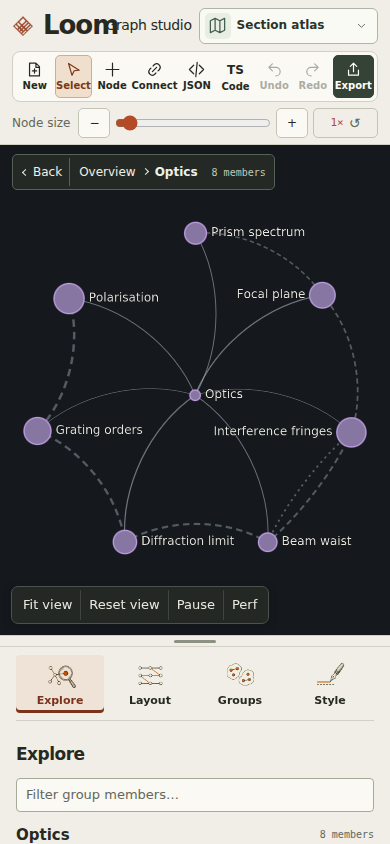 Loom Graph studio Section atlas
New Select Node Connect JSON TS Code Undo Redo Export
Node size − + 1× ↺
‹ Back Overview › Optics 8 members
Prism spectrum
Focal plane
Polarisation
Optics
Grating orders
Interference fringes
Diffraction limit
Beam waist
Fit view Reset view Pause Perf
Explore Layout Groups Style
Explore
Filter group members…
Optics 8 members